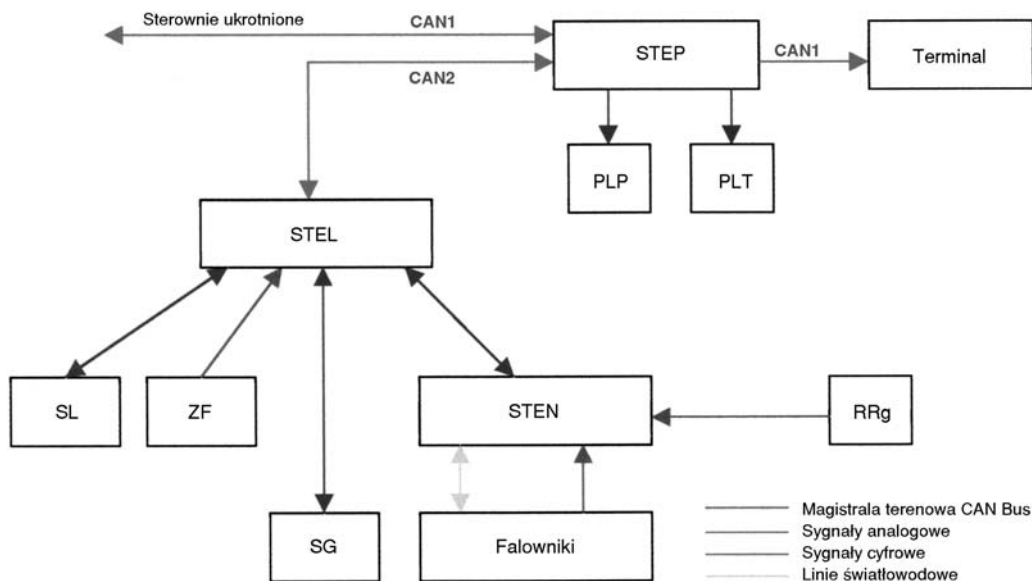 Sterownie ukrotnione
CAN1
STEP
CAN1
Terminal
CAN2
PLP
PLT
STEL
SL
ZF
STEN
RRg
SG
Falowniki
Magistrala terenowa CAN Bus
Sygnały analogowe
Sygnały cyfrowe
Linie światłowodowe